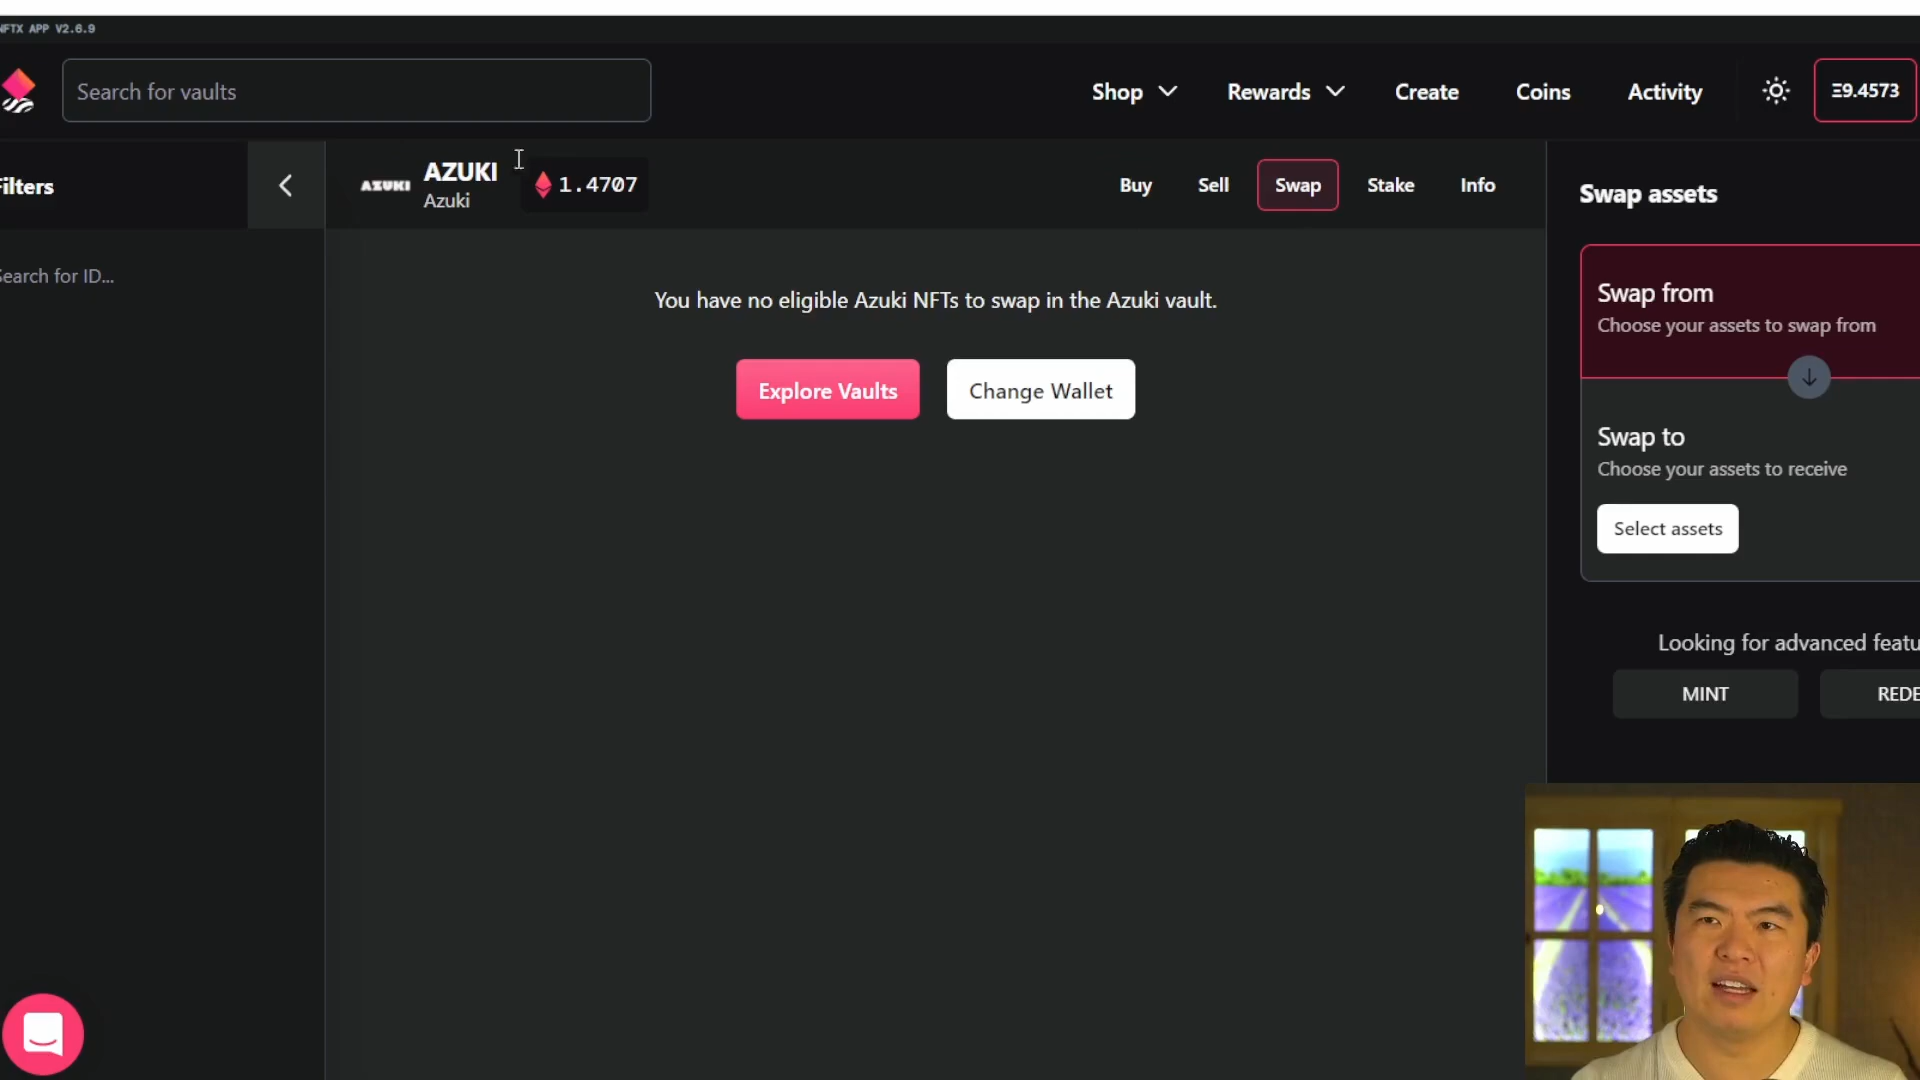 NFTX APP V2.6.9
Search for vaults
Shop
Rewards
Create
Coins
Activity
Ξ9.4573
Filters
AZUKI
AZUKI
Azuki
1.4707
Buy
Sell
Swap
Stake
Info
Swap assets
Search for ID...
You have no eligible Azuki NFTs to swap in the Azuki vault.
Explore Vaults
Change Wallet
Swap from
Choose your assets to swap from
Swap to
Choose your assets to receive
Select assets
Looking for advanced featu
MINT
REDE